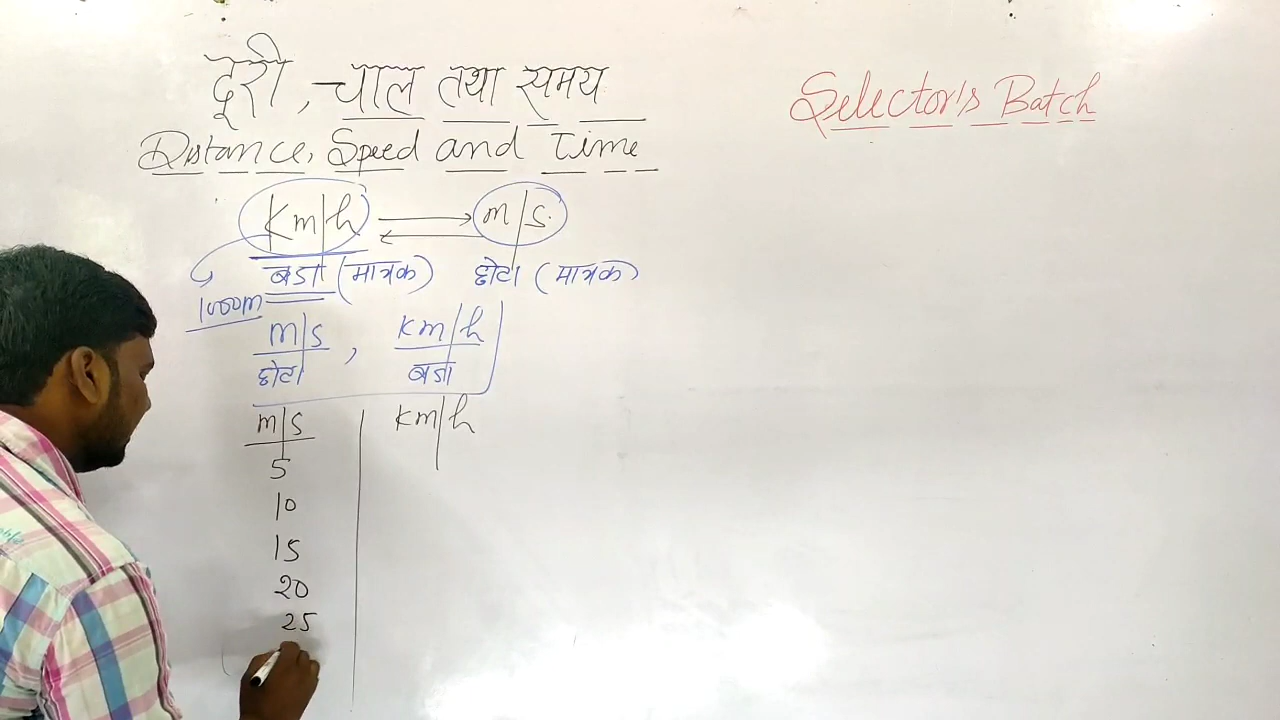 दूरी, चाल तथा समय
Selector's Batch
Distance, Speed and Time
Km/h ⇄ m/s.
बडा (मात्रक) छोटा (मात्रक)
1000m
m/s, km/h
छोटा बडा
m/s km/h
5
10
15
20
25